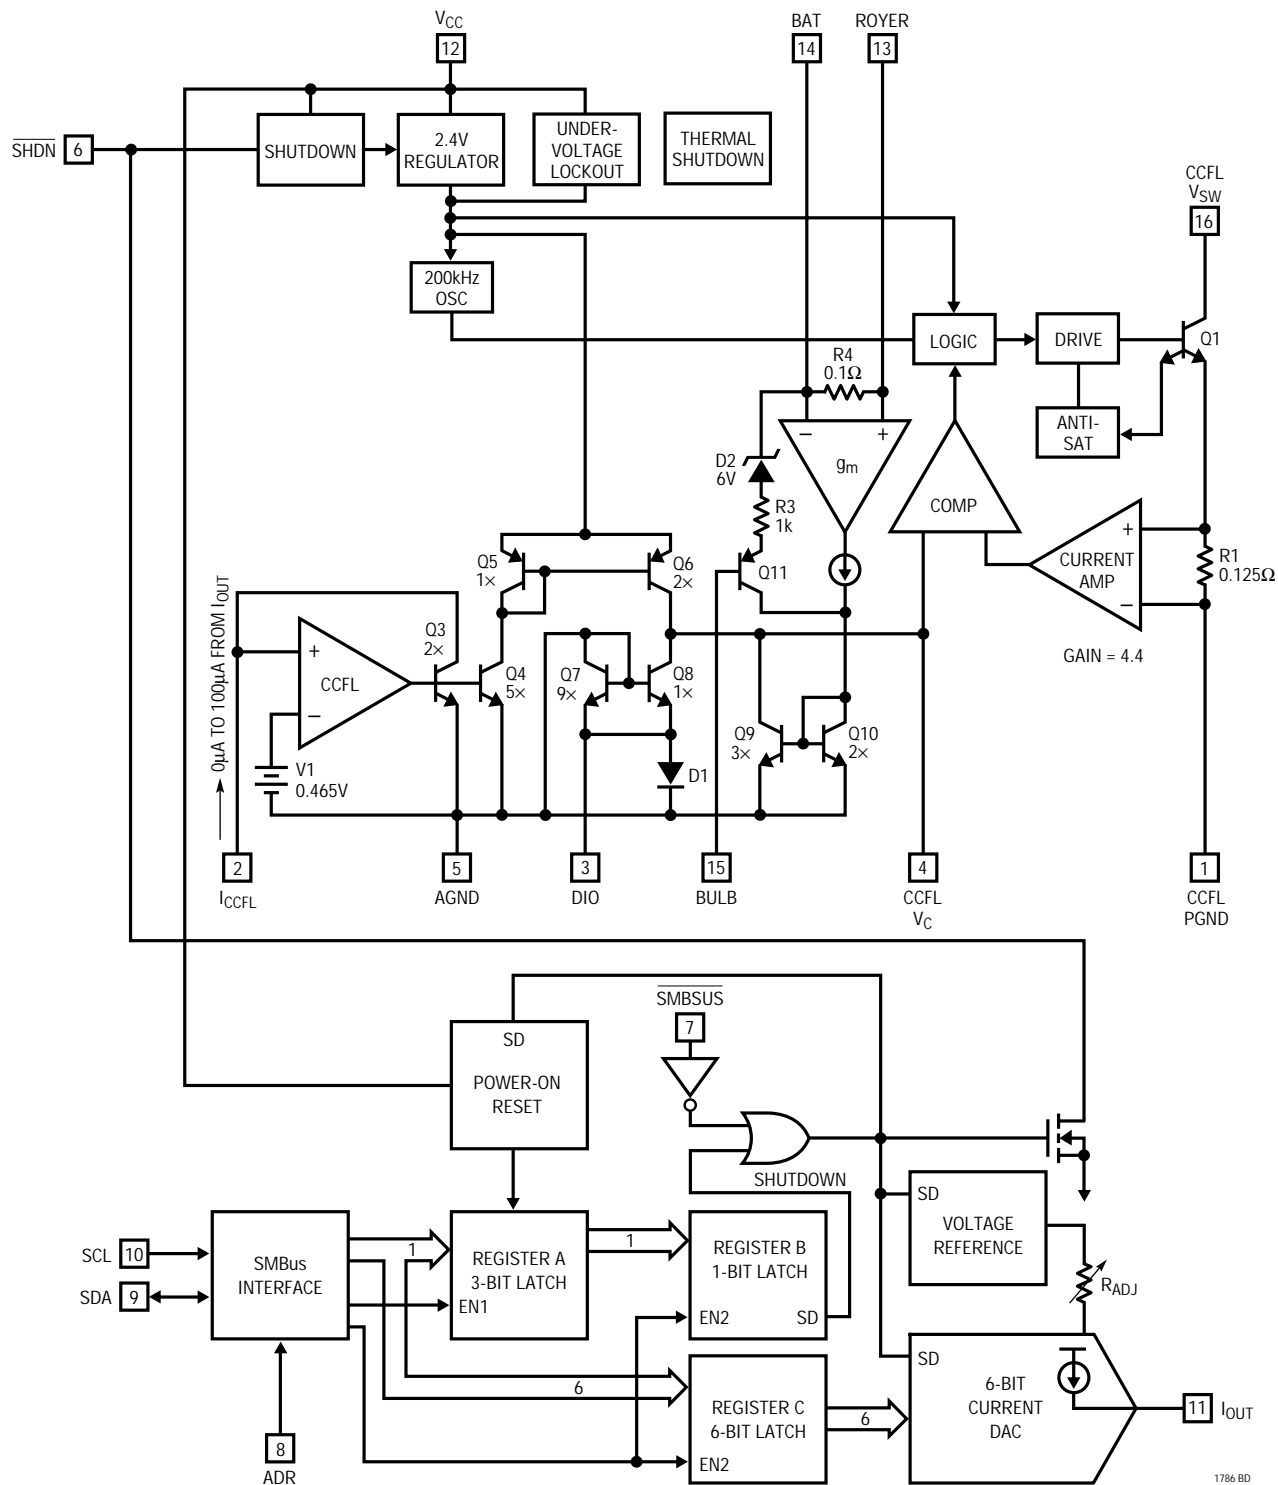 VCC
12
BAT
14
ROYER
13
SHDN
6
SHUTDOWN
2.4V
REGULATOR
UNDER-
VOLTAGE
LOCKOUT
THERMAL
SHUTDOWN
CCFL
VSW
16
200kHz
OSC
LOGIC
DRIVE
Q1
R4
0.1Ω
ANTI-
SAT
–
+
gm
D2
6V
R3
1k
COMP
+
CURRENT
AMP
–
R1
0.125Ω
GAIN = 4.4
Q5
1×
Q6
2×
Q11
0µA TO 100µA FROM IOUT
+
CCFL
–
Q3
2×
Q4
5×
Q7
9×
Q8
1×
Q9
3×
Q10
2×
V1
0.465V
D1
2
ICCFL
5
AGND
3
DIO
15
BULB
4
CCFL
VC
1
CCFL
PGND
SD
POWER-ON
RESET
SMBSUS
7
SHUTDOWN
SD
VOLTAGE
REFERENCE
RADJ
SCL
10
SDA
9
SMBus
INTERFACE
1
REGISTER A
3-BIT LATCH
EN1
1
REGISTER B
1-BIT LATCH
EN2
SD
6
REGISTER C
6-BIT LATCH
EN2
6
SD
6-BIT
CURRENT
DAC
11
IOUT
8
ADR
1786 BD